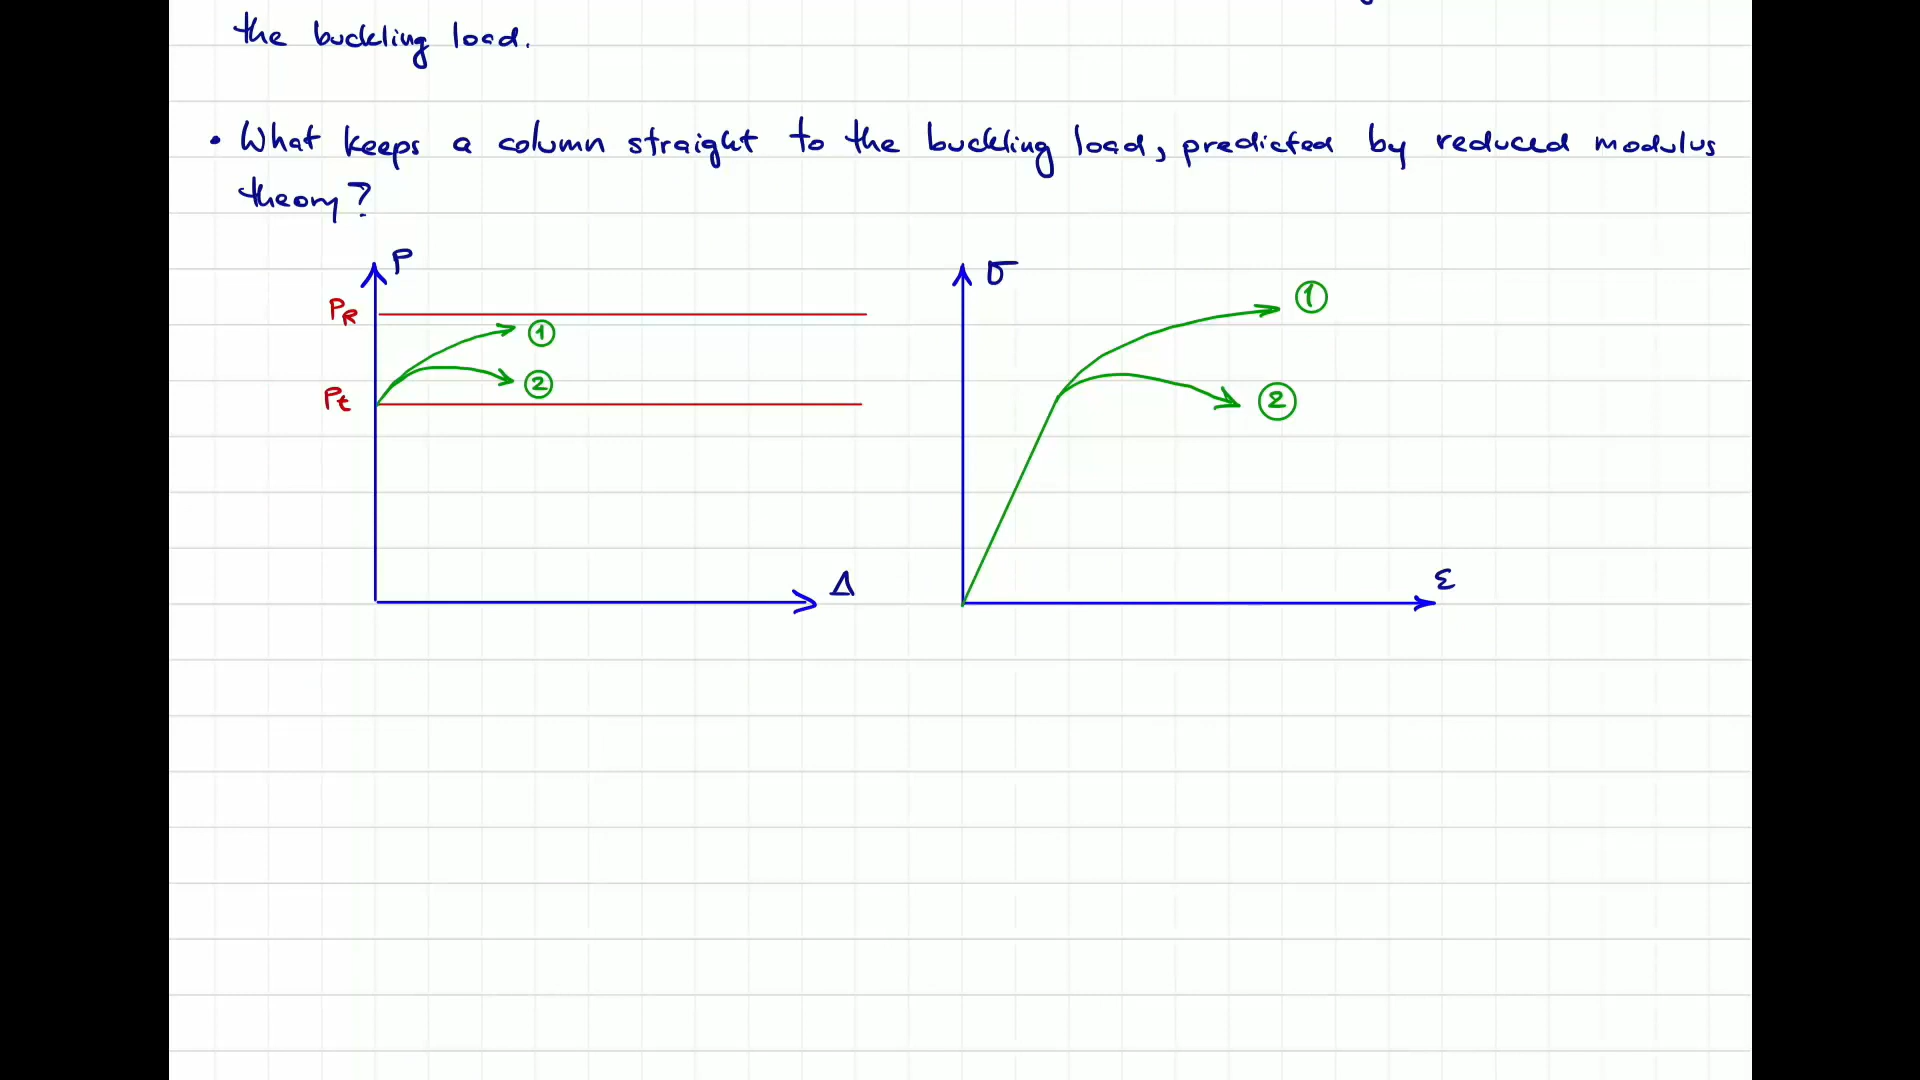 the buckling load.
• What keeps a column straight to the buckling load, predicted by reduced modulus
theory?
P
σ
①
P_R
①
②
P_t
②
Δ
ε